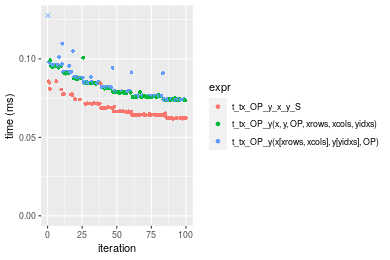 time (ms)
0.10
0.05
0.00
0
25
50
75
100
iteration
expr
t_tx_OP_y_x_y_S
t_tx_OP_y(x, y, OP, xrows, xcols, yidxs)
t_tx_OP_y(x[xrows, xcols], y[yidxs], OP)